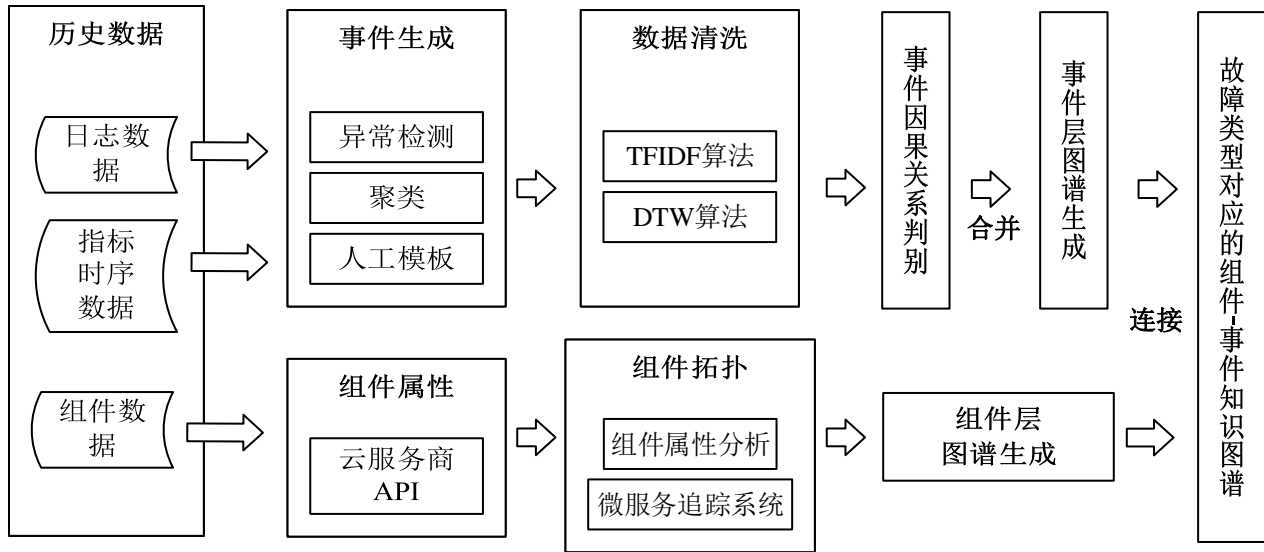 历史数据
日志数
据
指标
时序
数据
组件数
据
事件生成
异常检测
聚类
人工模板
数据清洗
TFIDF算法
DTW算法
事件因果关系判别
合并
事件层图谱生成
组件属性
云服务商
API
组件拓扑
组件属性分析
微服务追踪系统
组件层
图谱生成
连接
故障类型对应的组件-事件知识图谱